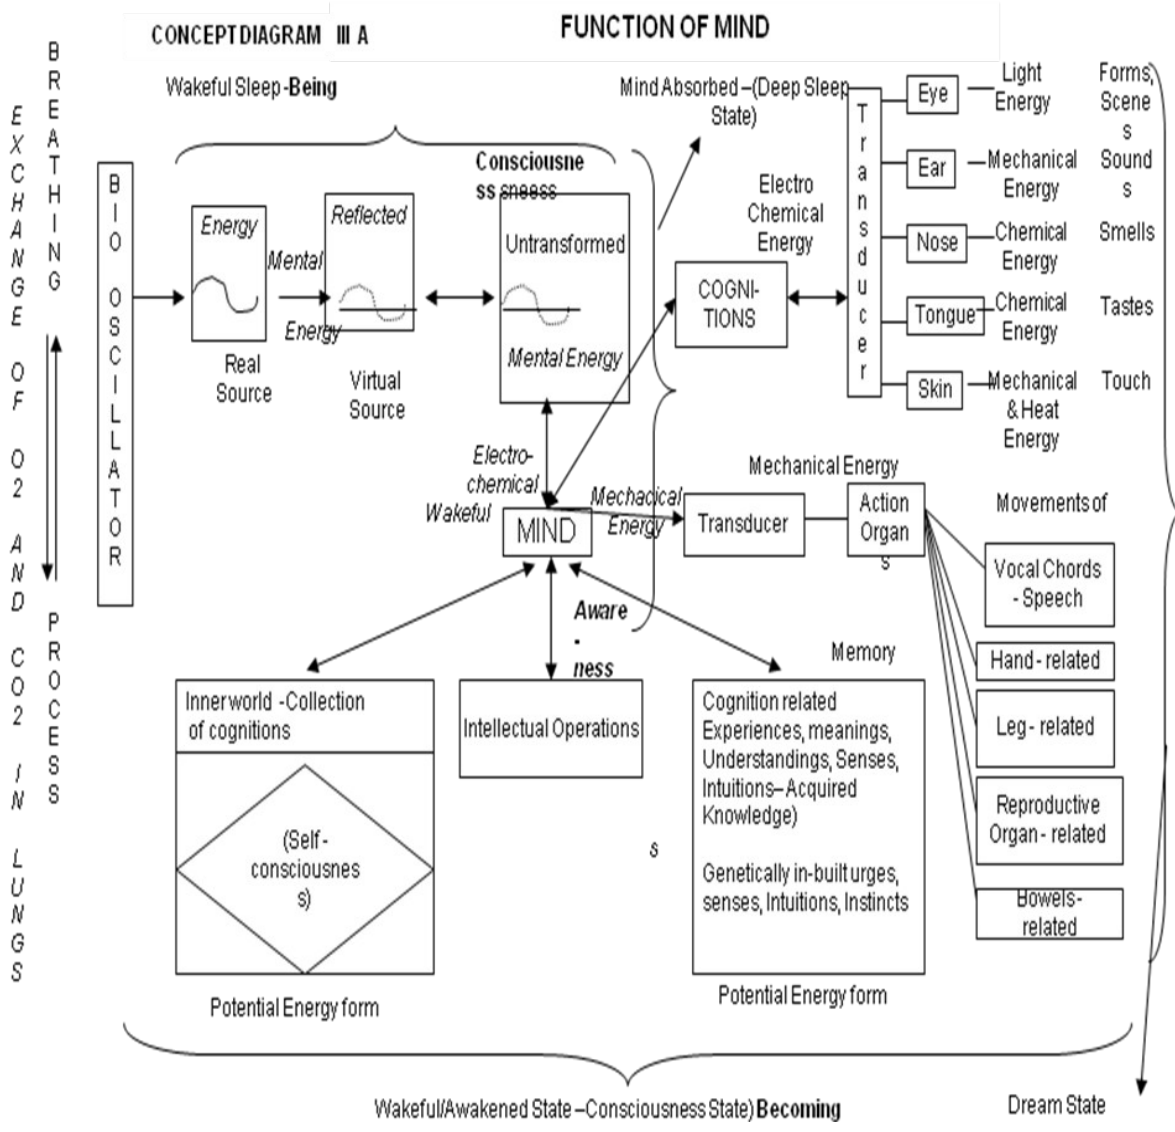 CONCEPTDIAGRAM III A
FUNCTION OF MIND
EXCHANGE OF O2 AND CO2 IN LUNGS
BREATHING
PROCESS
BIO OSCILLATOR
Wakeful Sleep -Being
Mind Absorbed –(Deep Sleep
State)
Consciousne
ss sneess
Energy
Mental
Energy
Real
Source
Reflected
Virtual
Source
Untransformed
Mental Energy
COGNI-
TIONS
Electro
Chemical
Energy
Transducer
Eye
Light
Energy
Forms,
Scene
s
Ear
Mechanical
Energy
Sound
s
Nose
Chemical
Energy
Smells
Tongue
Chemical
Energy
Tastes
Skin
Mechanical
& Heat
Energy
Touch
Electro-
chemical
Wakeful
MIND
Mechacical
Energy
Transducer
Mechanical Energy
Action
Organ
s
Movements of
Vocal Chords
- Speech
Hand - related
Leg - related
Reproductive
Organ - related
Bowels-
related
Aware
-
ness
Memory
Innerworld -Collection
of cognitions
(Self -
consciousnes
s)
Potential Energy form
Intellectual Operations
s
Cognition related
Experiences, meanings,
Understandings, Senses,
Intuitions– Acquired
Knowledge)
Genetically in-built urges,
senses, Intuitions, Instincts
Potential Energy form
Wakeful/Awakened State –Consciousness State) Becoming
Dream State